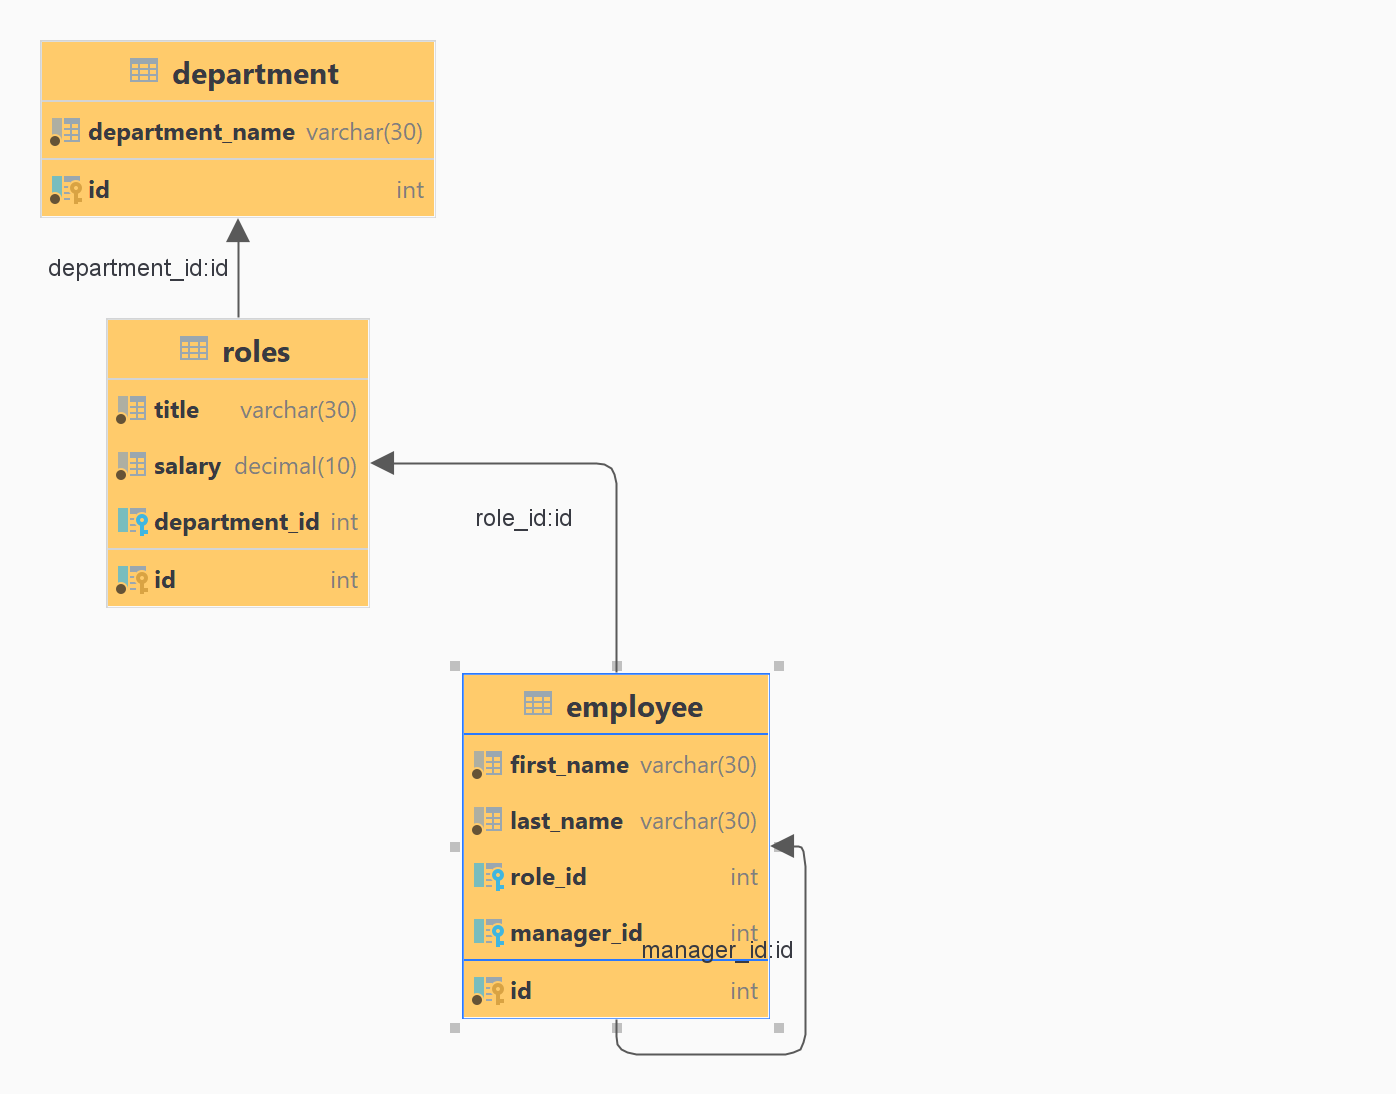 department
department_name varchar(30)
id int
department_id:id
roles
title varchar(30)
salary decimal(10)
department_id int
id int
role_id:id
employee
first_name varchar(30)
last_name varchar(30)
role_id int
manager_id int
manager_id:id
id int